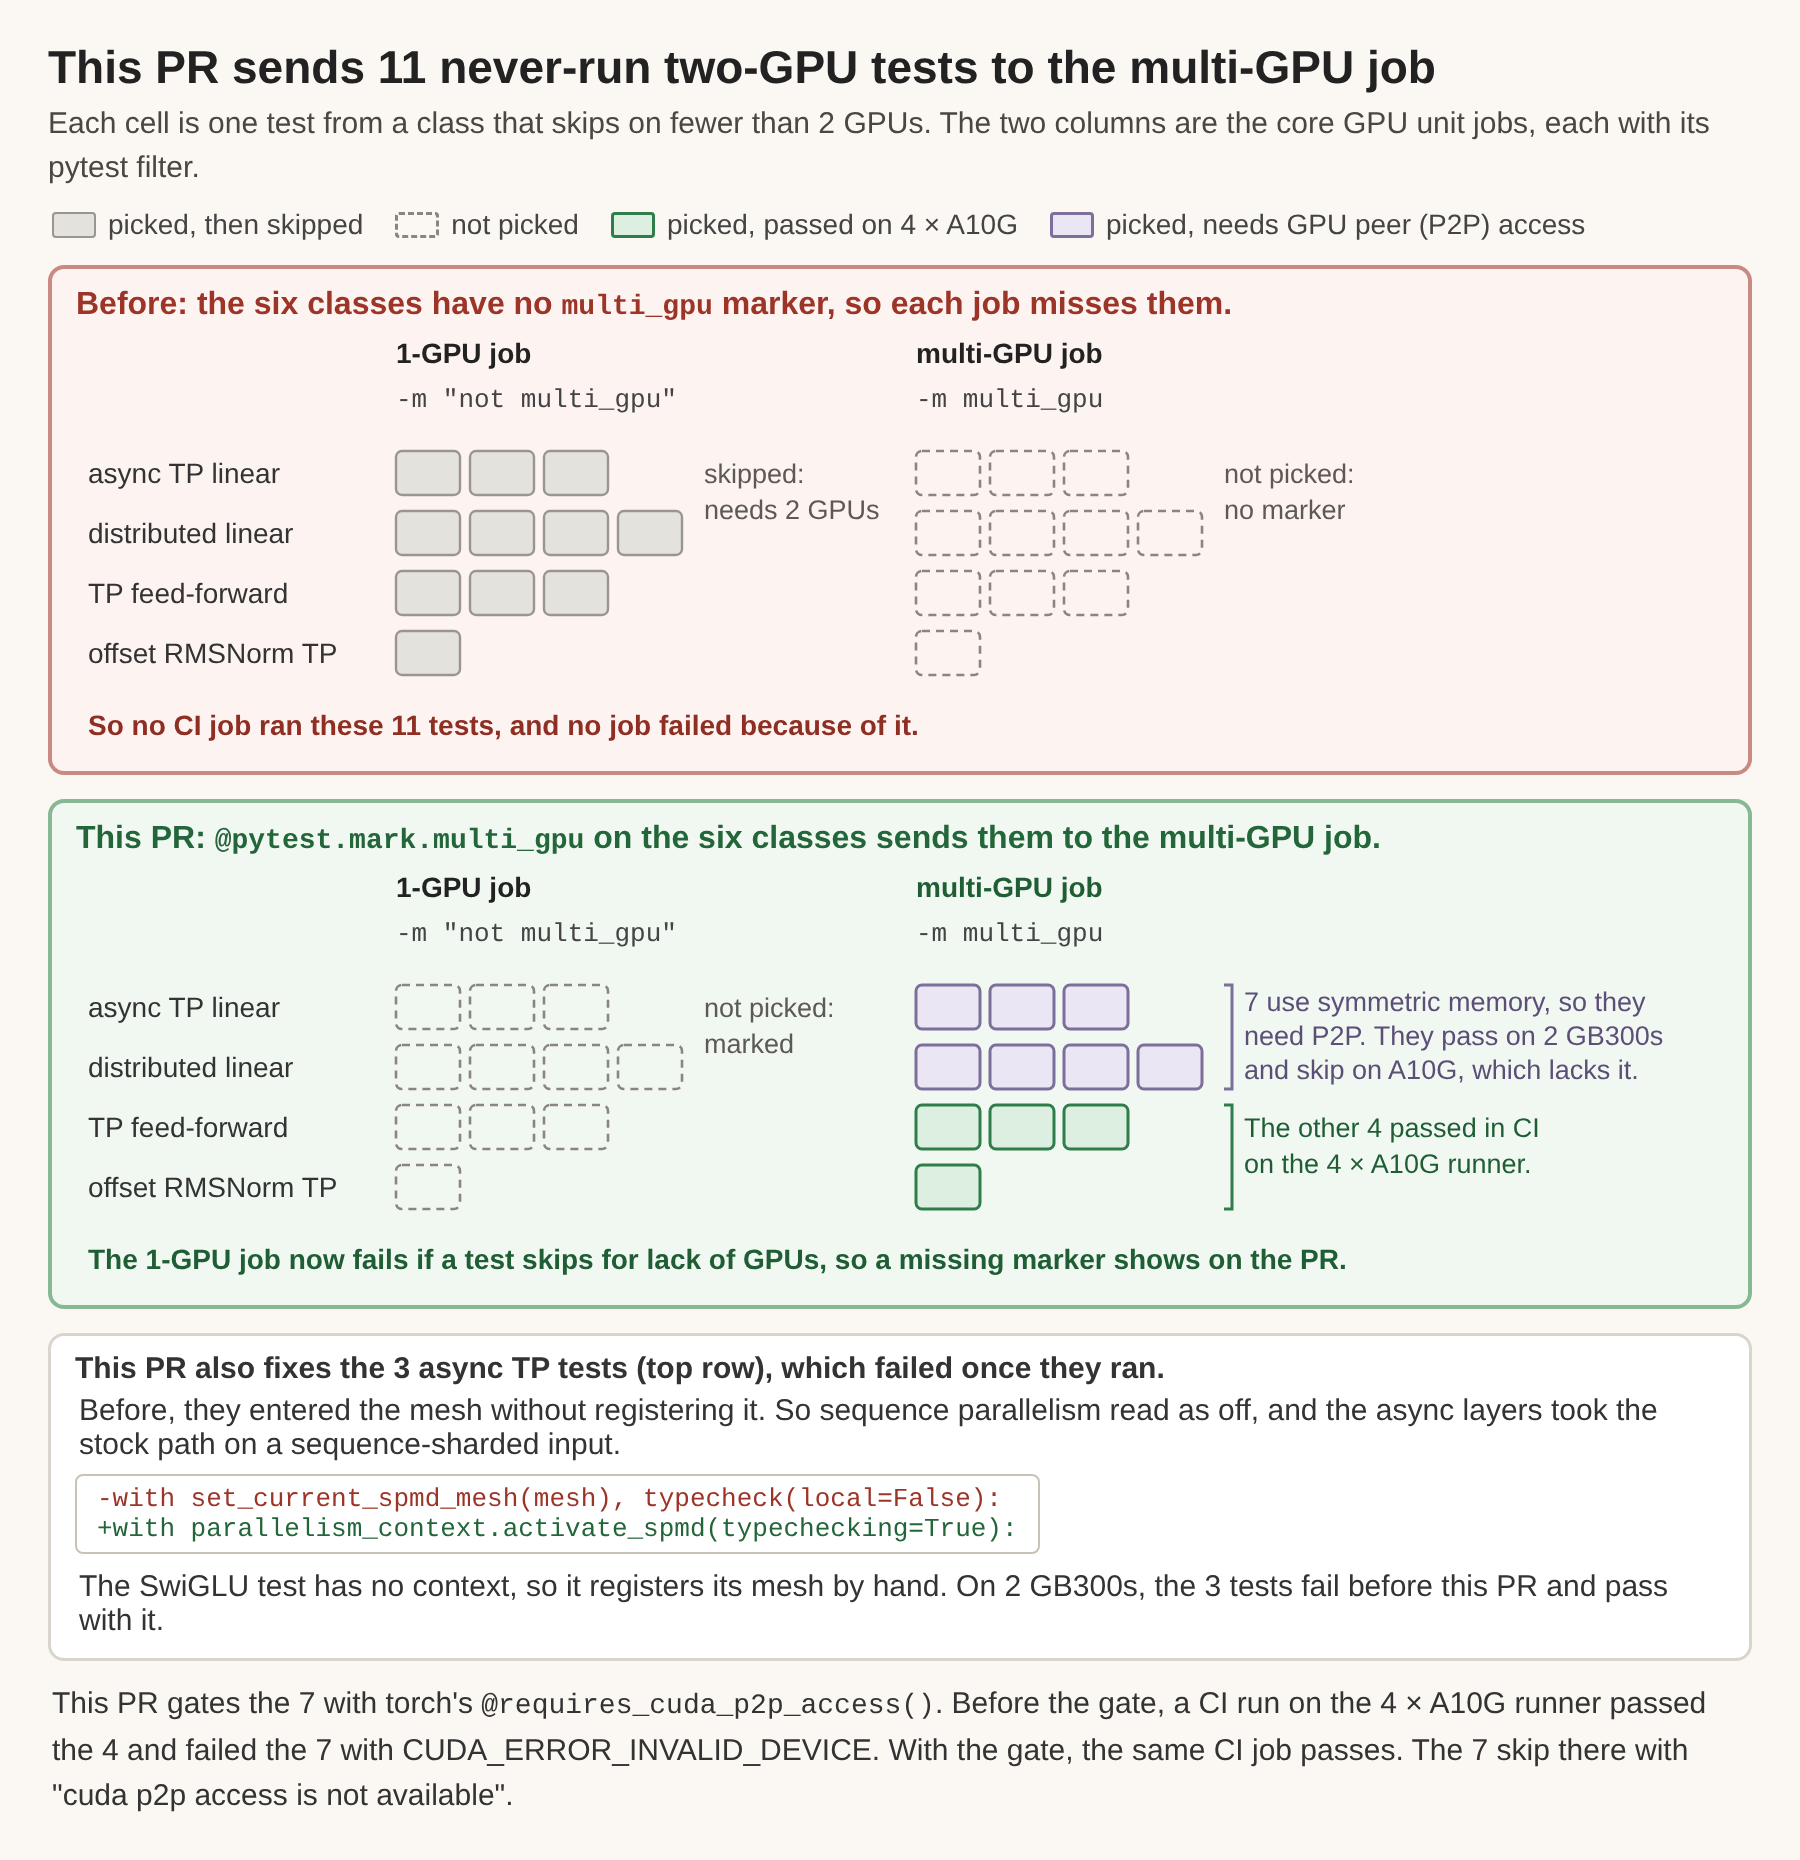 This PR sends 11 never-run two-GPU tests to the multi-GPU job
Each cell is one test from a class that skips on fewer than 2 GPUs. The two columns are the core GPU unit jobs, each with its
pytest filter.
picked, then skipped
not picked
picked, passed on 4 × A10G
picked, needs GPU peer (P2P) access
Before: the six classes have no multi_gpu marker, so each job misses them.
1-GPU job
multi-GPU job
-m "not multi_gpu"
-m multi_gpu
async TP linear
skipped:
needs 2 GPUs
not picked:
no marker
distributed linear
TP feed-forward
offset RMSNorm TP
So no CI job ran these 11 tests, and no job failed because of it.
This PR: @pytest.mark.multi_gpu on the six classes sends them to the multi-GPU job.
1-GPU job
multi-GPU job
-m "not multi_gpu"
-m multi_gpu
async TP linear
not picked:
marked
7 use symmetric memory, so they
need P2P. They pass on 2 GB300s
and skip on A10G, which lacks it.
distributed linear
TP feed-forward
The other 4 passed in CI
on the 4 × A10G runner.
offset RMSNorm TP
The 1-GPU job now fails if a test skips for lack of GPUs, so a missing marker shows on the PR.
This PR also fixes the 3 async TP tests (top row), which failed once they ran.
Before, they entered the mesh without registering it. So sequence parallelism read as off, and the async layers took the
stock path on a sequence-sharded input.
-with set_current_spmd_mesh(mesh), typecheck(local=False):
+with parallelism_context.activate_spmd(typechecking=True):
The SwiGLU test has no context, so it registers its mesh by hand. On 2 GB300s, the 3 tests fail before this PR and pass
with it.
This PR gates the 7 with torch's @requires_cuda_p2p_access(). Before the gate, a CI run on the 4 × A10G runner passed
the 4 and failed the 7 with CUDA_ERROR_INVALID_DEVICE. With the gate, the same CI job passes. The 7 skip there with
"cuda p2p access is not available".